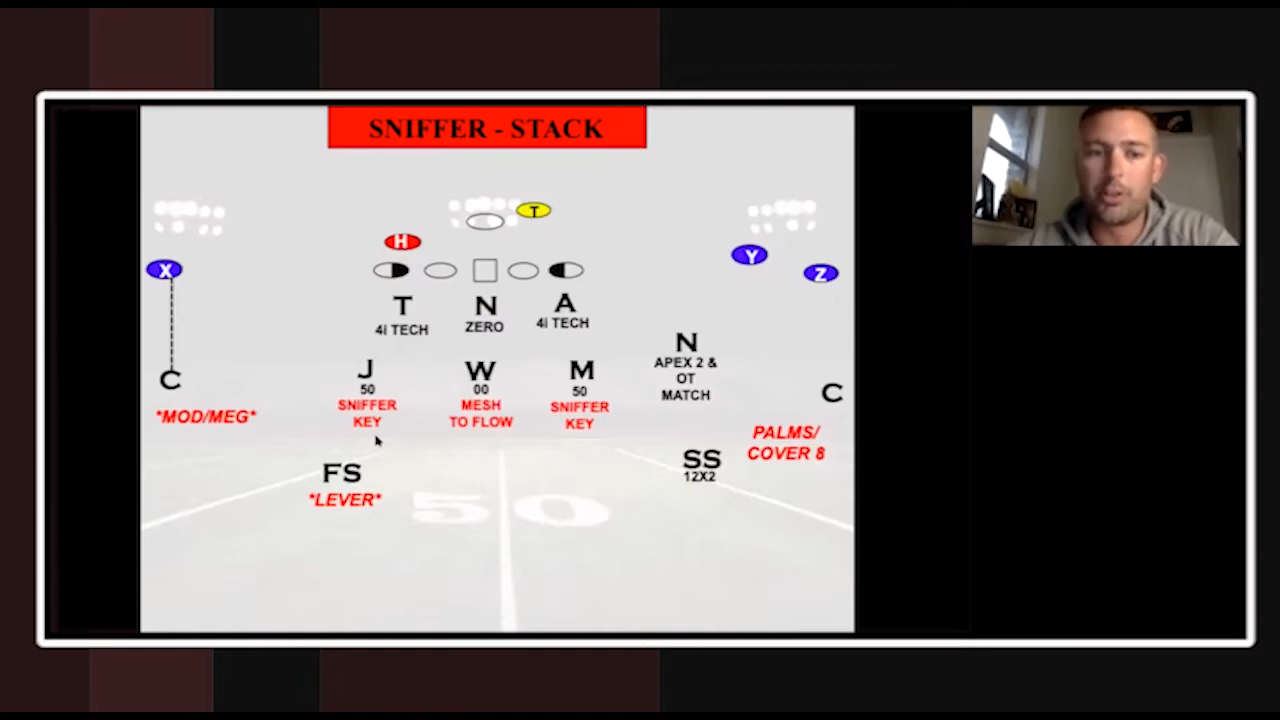 SNIFFER - STACK
T
H
X
Y
Z
T
4I TECH
N
ZERO
A
4I TECH
N
APEX 2 &
OT
MATCH
C
*MOD/MEG*
J
50
SNIFFER
KEY
W
00
MESH
TO FLOW
M
50
SNIFFER
KEY
C
PALMS/
COVER 8
FS
*LEVER*
SS
12X2
50